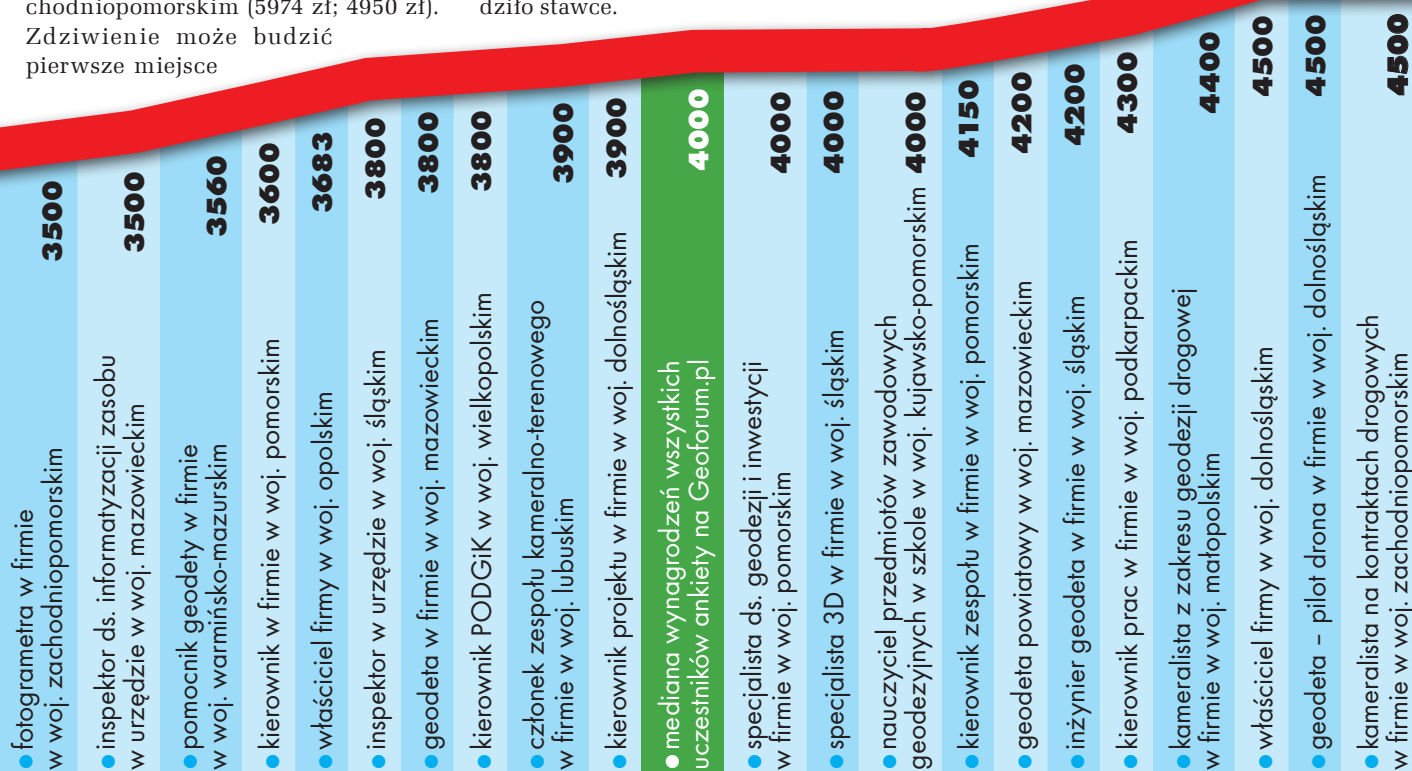 chodniopomorskim (5974 zł; 4950 zł).
Zdziwienie może budzić
pierwsze miejsce
dziło stawce.
• fotogrametra w firmie
w woj. zachodniopomorskim 3500
• inspektor ds. informatyzacji zasobu
w urzędzie w woj. mazowieckim 3500
• pomocnik geodety w firmie
w woj. warmińsko-mazurskim 3560
• kierownik w firmie w woj. pomorskim 3600
• właściciel firmy w woj. opolskim 3683
• inspektor w urzędzie w woj. śląskim 3800
• geodeta w firmie w woj. mazowieckim 3800
• kierownik PODGiK w woj. wielkopolskim 3800
• członek zespołu kameralno-terenowego
w firmie w woj. lubuskim 3900
• kierownik projektu w firmie w woj. dolnośląskim 3900
• mediana wynagrodzeń wszystkich
uczestników ankiety na Geoforum.pl 4000
• specjalista ds. geodezji i inwestycji
w firmie w woj. pomorskim 4000
• specjalista 3D w firmie w woj. śląskim 4000
• nauczyciel przedmiotów zawodowych
geodezyjnych w szkole w woj. kujawsko-pomorskim 4000
• kierownik zespołu w firmie w woj. pomorskim 4150
• geodeta powiatowy w woj. mazowieckim 4200
• inżynier geodeta w firmie w woj. śląskim 4200
• kierownik prac w firmie w woj. podkarpackim 4300
• kameralista z zakresu geodezji drogowej
w firmie w woj. małopolskim 4400
• właściciel firmy w woj. dolnośląskim 4500
• geodeta – pilot drona w firmie w woj. dolnośląskim 4500
• kameralista na kontraktach drogowych
w firmie w woj. zachodniopomorskim 4500